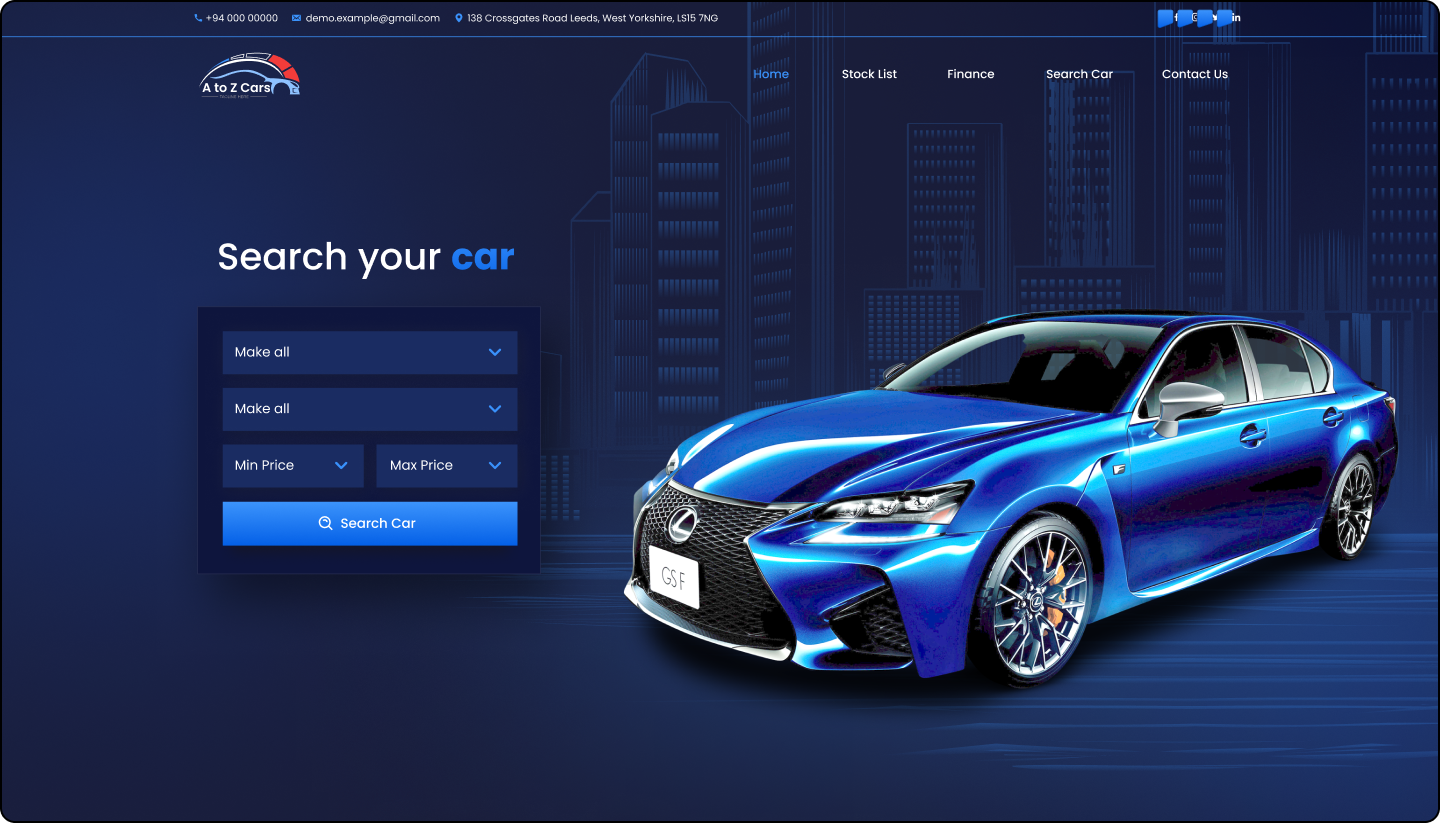 +94 000 00000 demo.example@gmail.com 138 Crossgates Road Leeds, West Yorkshire, LS15 7NG
A to Z Cars
TAGLINE HERE
Home Stock List Finance Search Car Contact Us
Search your car
Make all
Make all
Min Price Max Price
Search Car
GS F